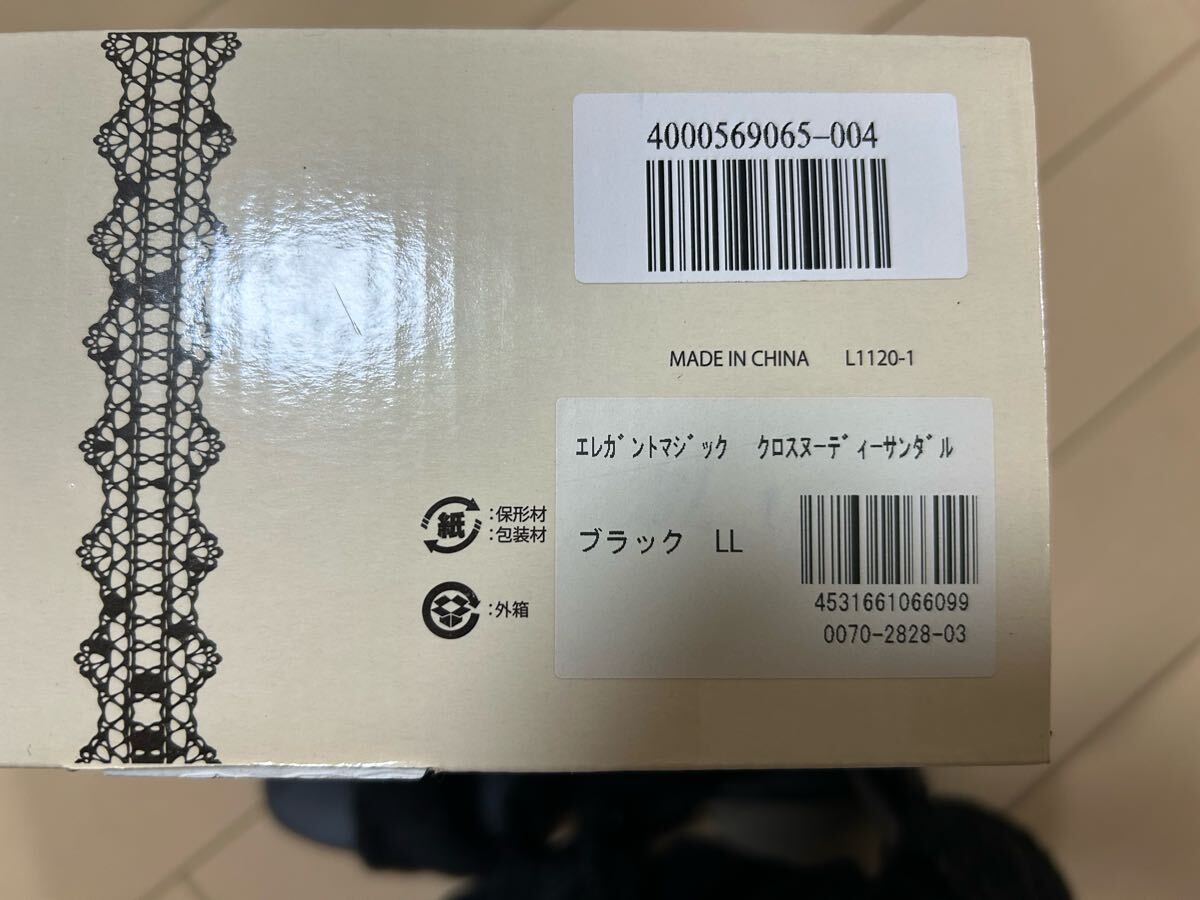 4000569065-004
MADE IN CHINA L1120-1
エレガントマジック クロスヌーディーサンダル
紙 :保形材
:包装材
ブラック LL
4531661066099
:外箱
0070-2828-03